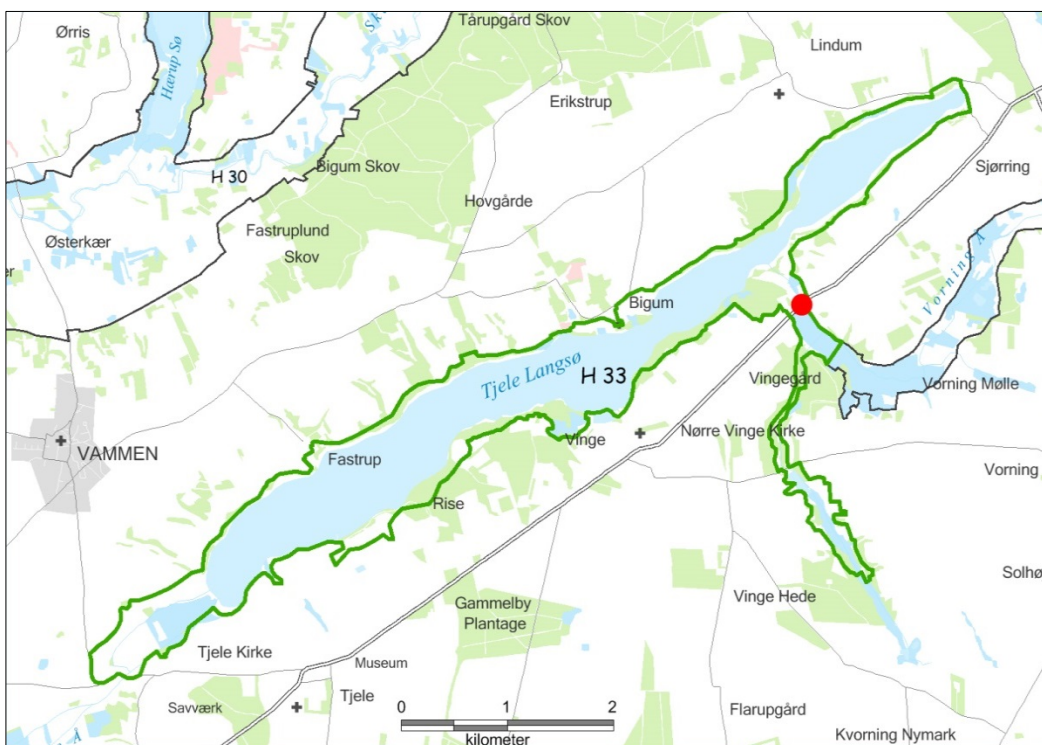 Tårupgård Skov
Ørris
Lindum
Hærup Sø
Sk
Erikstrup
Bigum Skov
H 30
Sjørring
Hovgårde
Fastruplund
Skov
Østerkær
er
Vorning Å
Bigum
Tjele Langsø
H 33
Vingegård
Vorning Mølle
Vinge
Nørre Vinge Kirke
VAMMEN
Fastrup
Vorning
Rise
Solhø
Gammelby
Plantage
Vinge Hede
Tjele Kirke
Museum
Tjele
Savværk
0 1 2
kilometer
Flarupgård
Kvorning Nymark
Å